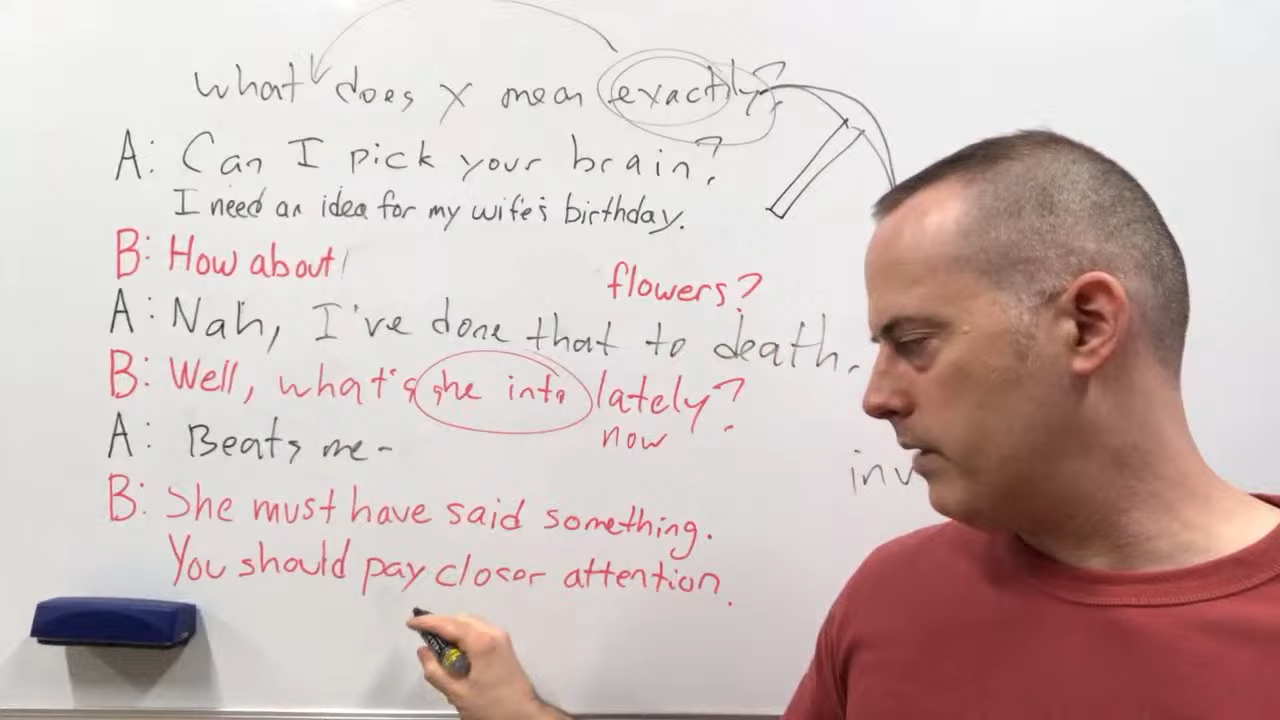 What does X mean exactly?
A: Can I pick your brain?
I need an idea for my wife's birthday.
B: How about flowers?
A: Nah, I've done that to death.
B: Well, what's she into lately?
now
A: Beats me-
B: She must have said something.
You should pay closer attention.